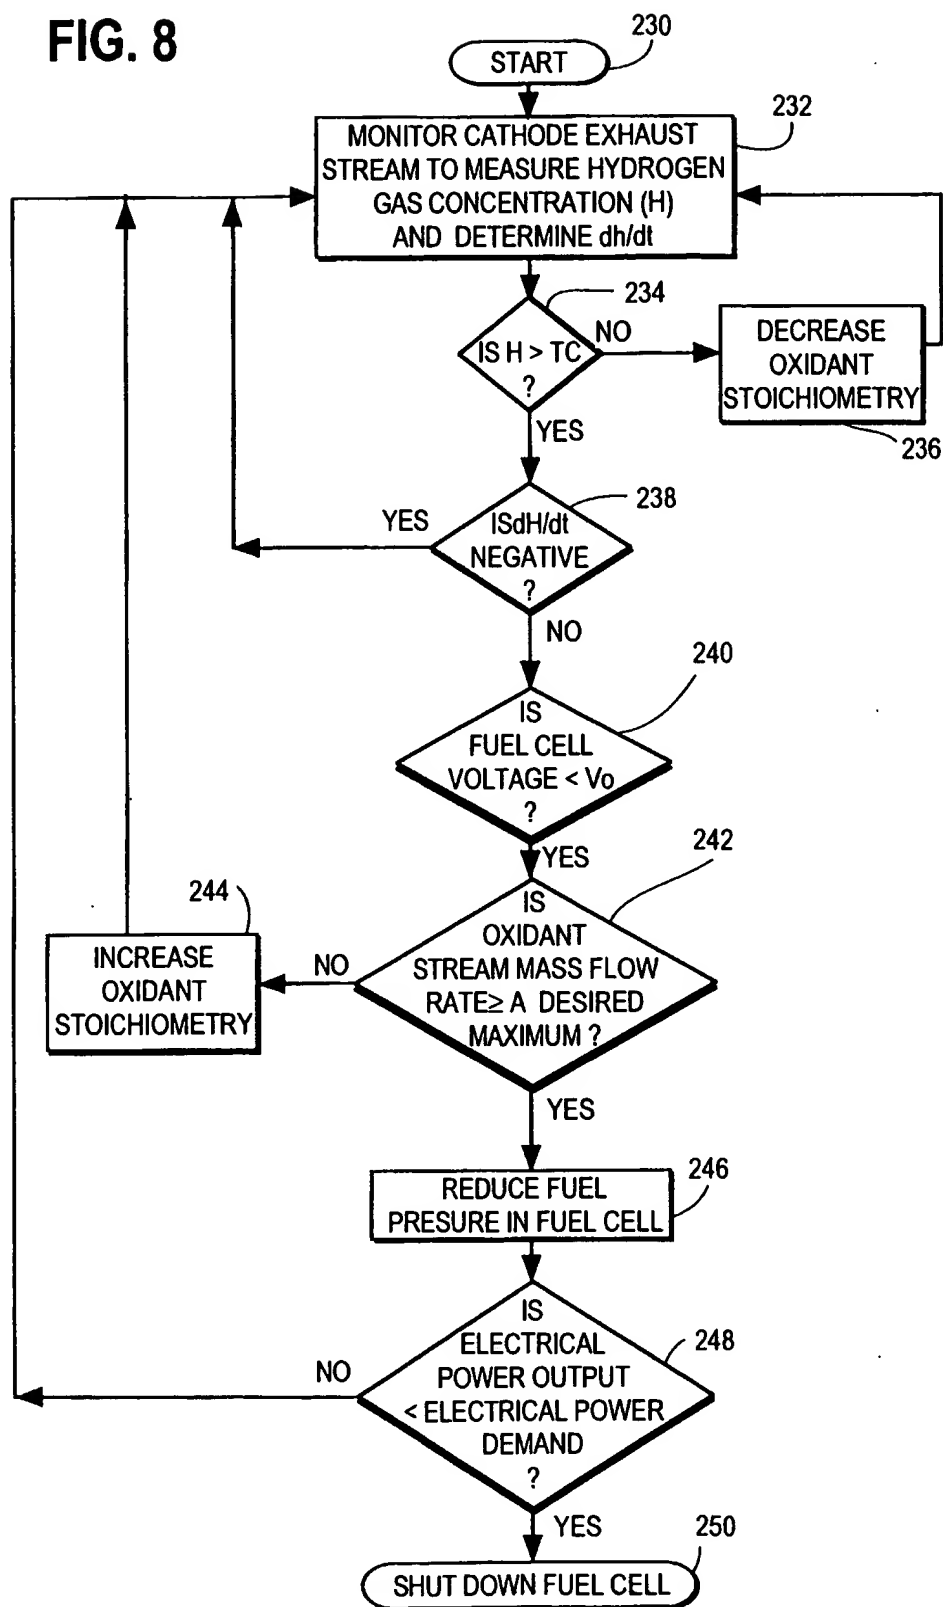 FIG. 8
230
START
232
MONITOR CATHODE EXHAUST
STREAM TO MEASURE HYDROGEN
GAS CONCENTRATION (H)
AND DETERMINE dh/dt
234
IS H > TC
?
NO
DECREASE
OXIDANT
STOICHIOMETRY
236
YES
238
ISdH/dt
NEGATIVE
?
YES
NO
240
IS
FUEL CELL
VOLTAGE < Vo
?
YES
242
IS
OXIDANT
STREAM MASS FLOW
RATE≥ A DESIRED
MAXIMUM ?
NO
244
INCREASE
OXIDANT
STOICHIOMETRY
YES
246
REDUCE FUEL
PRESURE IN FUEL CELL
248
IS
ELECTRICAL
POWER OUTPUT
< ELECTRICAL POWER
DEMAND
?
NO
YES
250
SHUT DOWN FUEL CELL